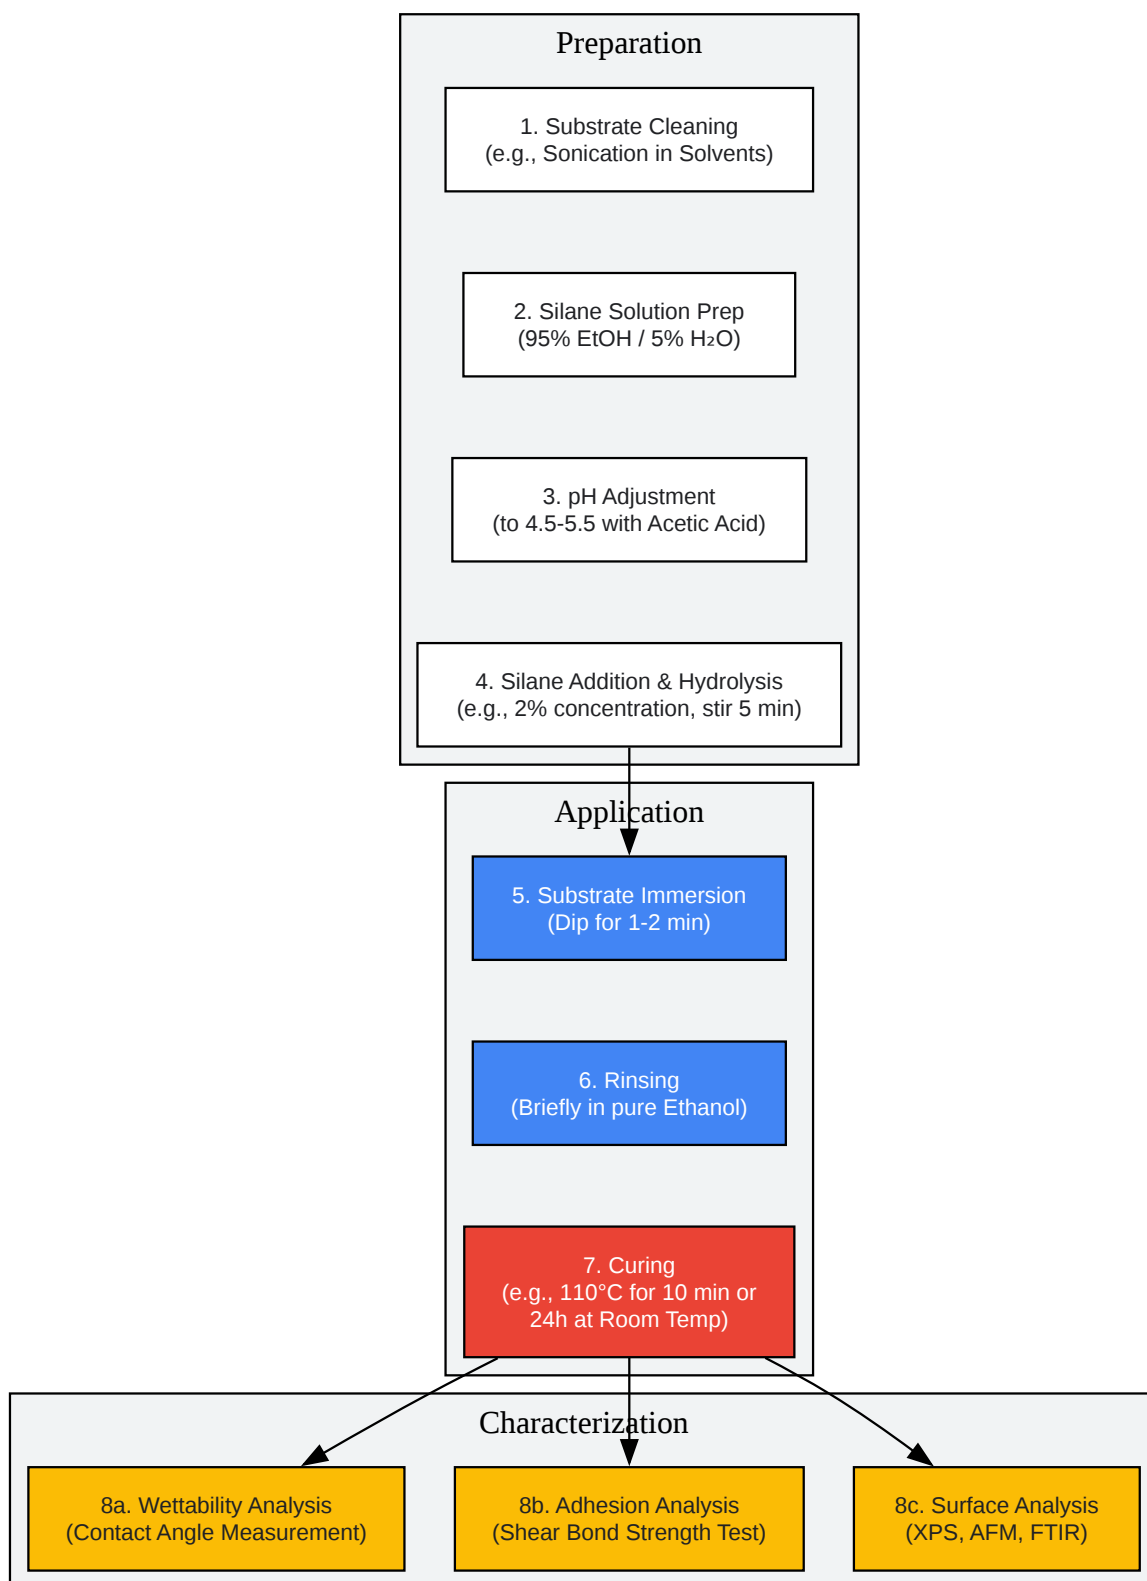 Preparation
1. Substrate Cleaning
(e.g., Sonication in Solvents)
2. Silane Solution Prep
(95% EtOH / 5% H₂O)
3. pH Adjustment
(to 4.5-5.5 with Acetic Acid)
4. Silane Addition & Hydrolysis
(e.g., 2% concentration, stir 5 min)
Application
5. Substrate Immersion
(Dip for 1-2 min)
6. Rinsing
(Briefly in pure Ethanol)
7. Curing
(e.g., 110°C for 10 min or
24h at Room Temp)
Characterization
8a. Wettability Analysis
(Contact Angle Measurement)
8b. Adhesion Analysis
(Shear Bond Strength Test)
8c. Surface Analysis
(XPS, AFM, FTIR)